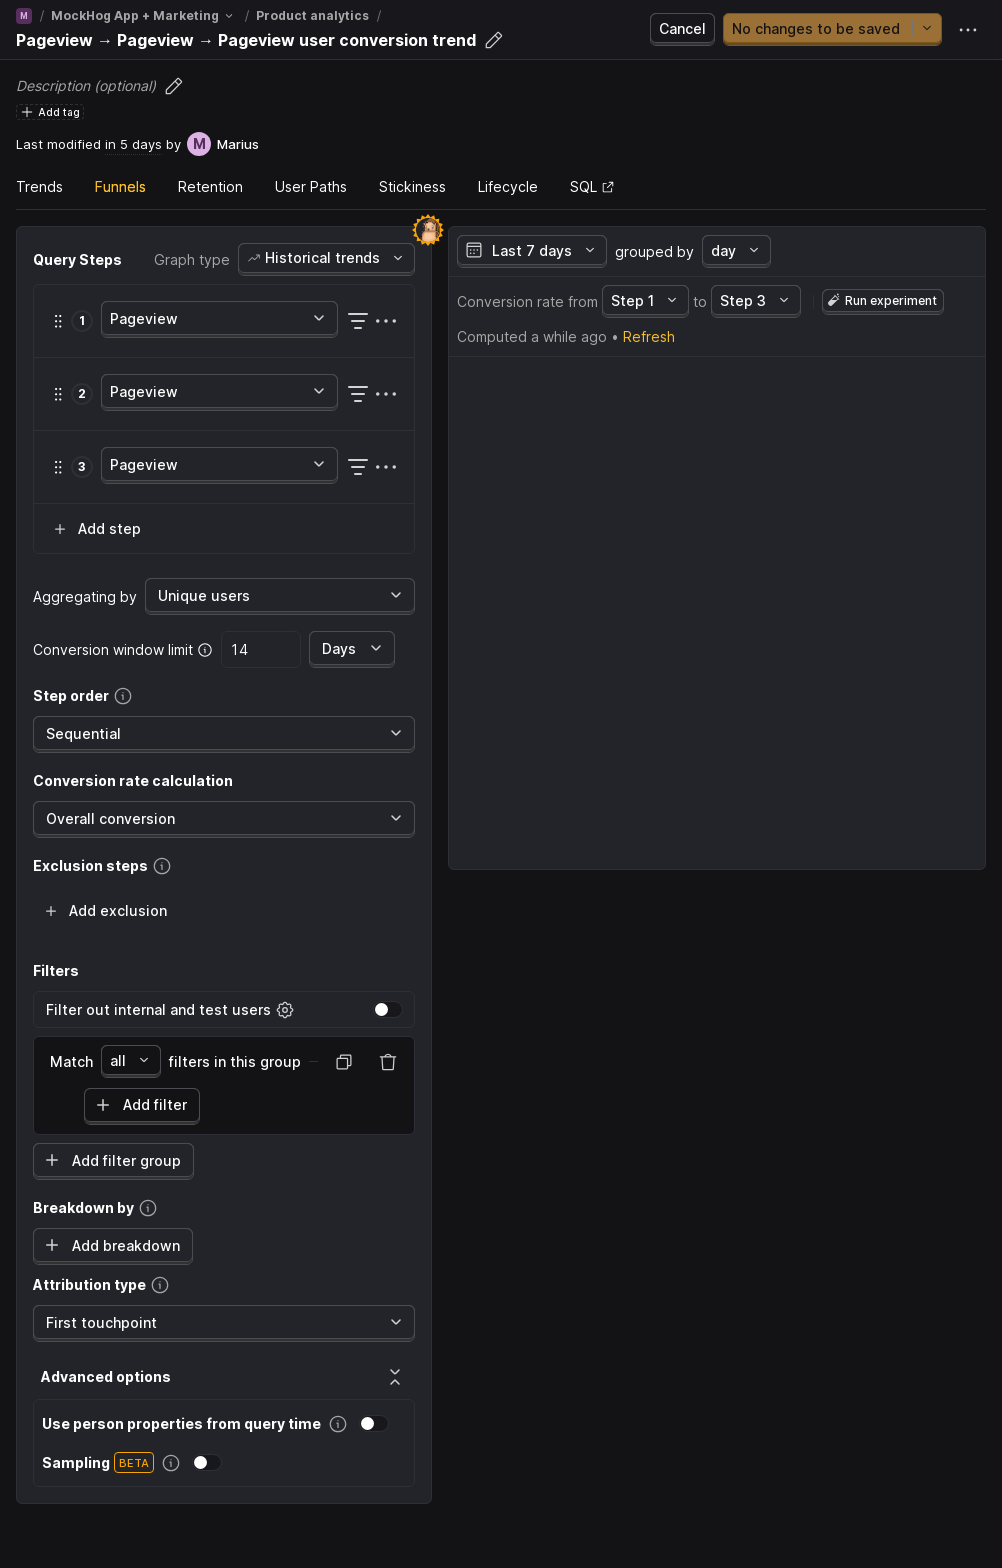 M / MockHog App + Marketing / Product analytics /
Pageview → Pageview → Pageview user conversion trend
Cancel
No changes to be saved
Description (optional)
Add tag
Last modified in 5 days by M Marius
Trends Funnels Retention User Paths Stickiness Lifecycle SQL
Query Steps Graph type Historical trends
1 Pageview
2 Pageview
3 Pageview
Add step
Aggregating by Unique users
Conversion window limit 14 Days
Step order
Sequential
Conversion rate calculation
Overall conversion
Exclusion steps
Add exclusion
Filters
Filter out internal and test users
Match all filters in this group
Add filter
Add filter group
Breakdown by
Add breakdown
Attribution type
First touchpoint
Advanced options
Use person properties from query time
Sampling BETA
Last 7 days grouped by day
Conversion rate from Step 1 to Step 3 Run experiment
Computed a while ago • Refresh